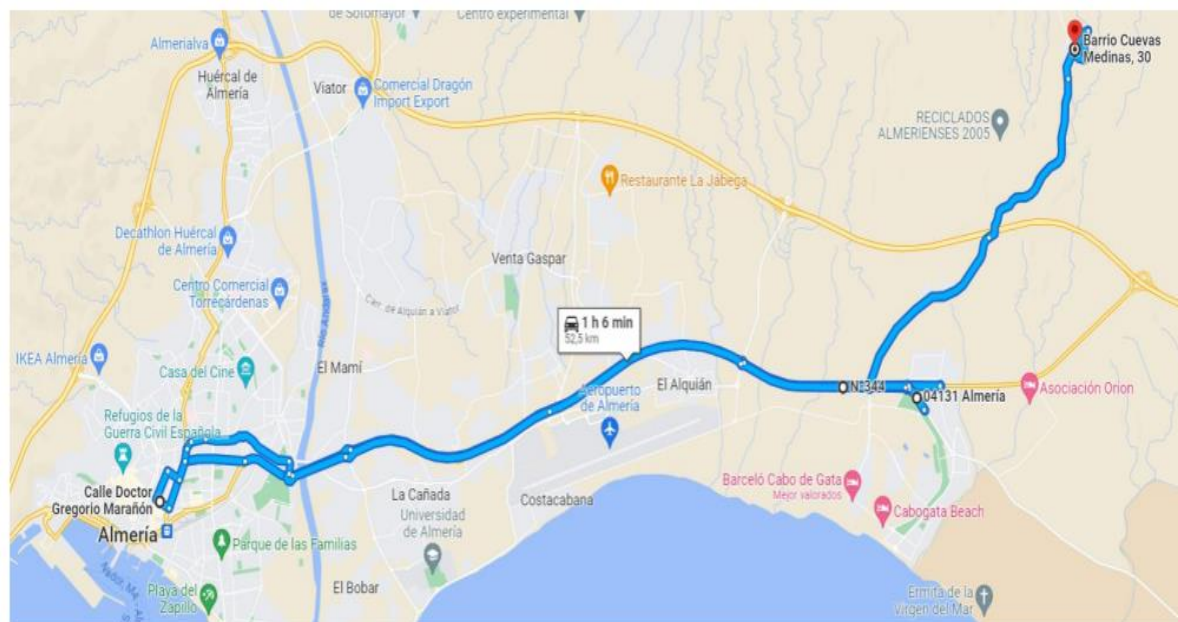 de Sotomayor
Centro experimental
Almerialva
Huércal de
Almería
Viator
Comercial Dragón
Import Export
Barrio Cuevas
Medinas, 30
RECICLADOS
ALMERIENSES 2005
Restaurante La Jábega
Decathlon Huércal
de Almería
Venta Gaspar
Centro Comercial
Torrecárdenas
Carr. de Alquián a Viator
1 h 6 min
52,5 km
IKEA Almería
Casa del Cine
El Mamí
Aeropuerto
de Almería
El Alquián
N-344
04131 Almería
Asociación Orion
Refugios de la
Guerra Civil Española
Calle Doctor
Gregorio Marañón
Almería
La Cañada
Universidad
de Almería
Costacabana
Barceló Cabo de Gata
Mejor valorados
Cabogata Beach
Parque de las Familias
El Bobar
Playa del
Zapillo
Ermita de la
Virgen del Mar